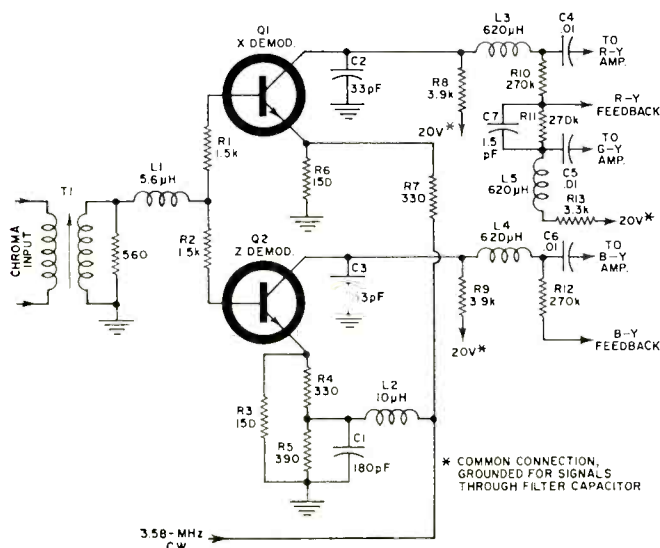 Q1
X DEMOD.
C2
33pF
L3
620µH
C4
.01
TO
R-Y
AMP.
R8
3.9k
20V*
R10
270k
R-Y
FEEDBACK
R11
270k
C7
1.5
pF
TO
G-Y
AMP.
C5
.01
L5
620µH
R13
3.3k
20V*
R1
1.5k
L1
5.6µH
T1
CHROMA
INPUT
560
R6
150
R7
330
R2
1.5k
Q2
Z DEMOD.
C3
33pF
L4
620µH
C6
.01
TO
B-Y
AMP.
R9
3.9k
20V*
R12
270k
B-Y
FEEDBACK
R4
330
R3
150
L2
10µH
R5
390
C1
180pF
* COMMON CONNECTION,
GROUNDED FOR SIGNALS
THROUGH FILTER CAPACITOR
3.58-MHz
CW